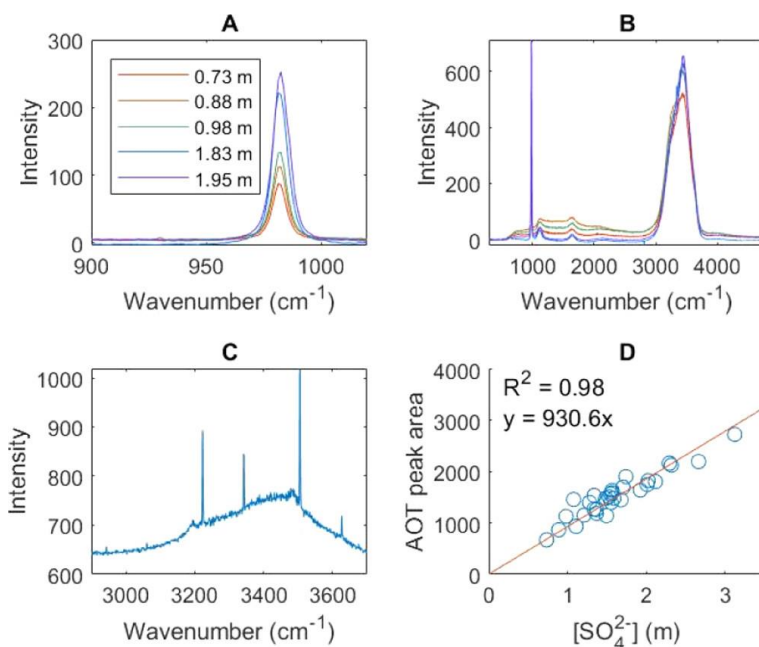 A
300
200
100
0
Intensity
0.73 m
0.88 m
0.98 m
1.83 m
1.95 m
900 950 1000
Wavenumber (cm⁻¹)
B
600
400
200
0
Intensity
1000 2000 3000 4000
Wavenumber (cm⁻¹)
C
1000
900
800
700
600
Intensity
3000 3200 3400 3600
Wavenumber (cm⁻¹)
D
4000
3000
2000
1000
0
AOT peak area
R² = 0.98
y = 930.6x
0 1 2 3
[SO₄²⁻] (m)